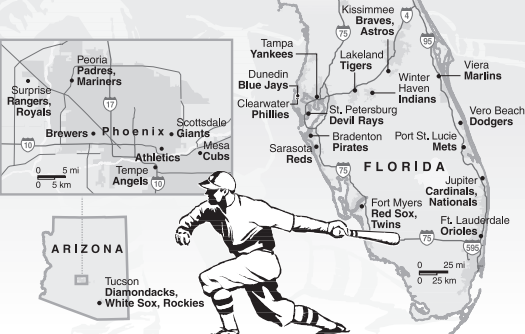 Peoria
Padres,
Mariners
Surprise
Rangers,
Royals
17
Brewers
Phoenix
Scottsdale
Giants
10
Athletics
Mesa
Cubs
Tempe
Angels
10
0 5 mi
0 5 km
ARIZONA
Tucson
Diamondacks,
White Sox, Rockies
Kissimmee
Braves,
Astros
4
75
95
Tampa
Yankees
Lakeland
Tigers
Viera
Marlins
Dunedin
Blue Jays
Winter
Haven
Indians
Clearwater
Phillies
St. Petersburg
Devil Rays
Vero Beach
Dodgers
Bradenton
Pirates
Port St. Lucie
Mets
Sarasota
Reds
FLORIDA
75
Jupiter
Cardinals,
Nationals
Fort Myers
Red Sox,
Twins
Ft. Lauderdale
Orioles
75
595
0 25 mi
0 25 km